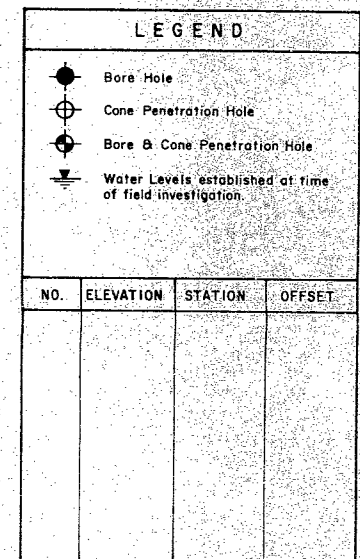 LEGEND
Bore Hole
Cone Penetration Hole
Bore & Cone Penetration Hole
Water Levels established at time
of field investigation.
NO. ELEVATION STATION OFFSET